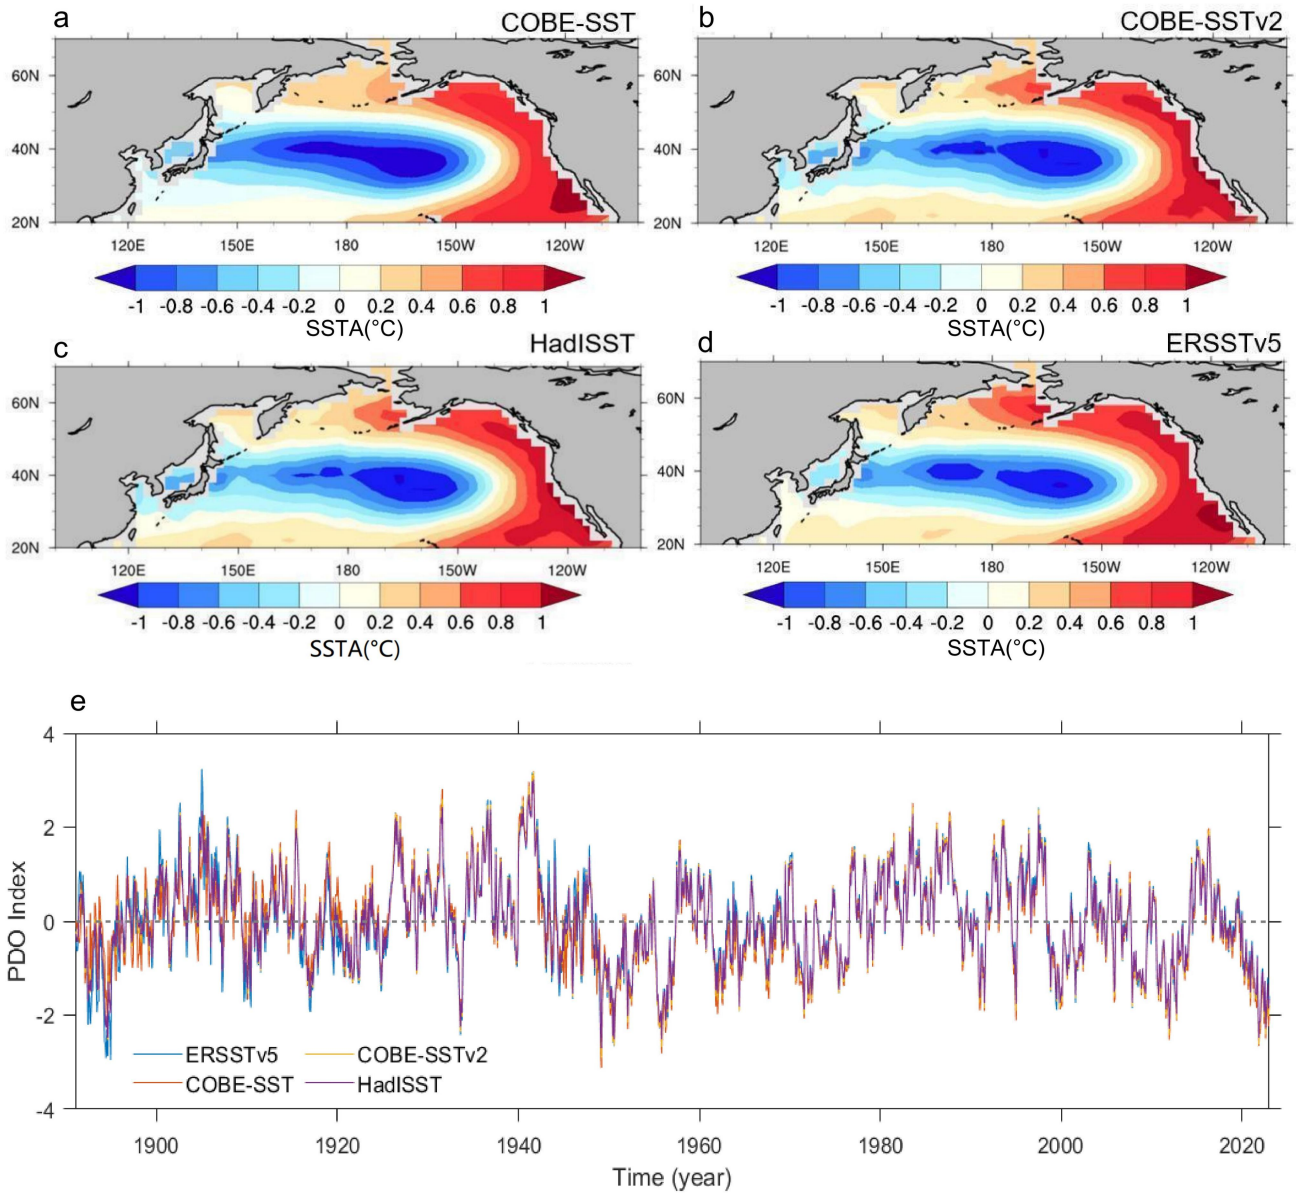 a COBE-SST
60N
40N
20N
120E 150E 180 150W 120W
-1 -0.8 -0.6 -0.4 -0.2 0 0.2 0.4 0.6 0.8 1
SSTA(°C)
b COBE-SSTv2
60N
40N
20N
120E 150E 180 150W 120W
-1 -0.8 -0.6 -0.4 -0.2 0 0.2 0.4 0.6 0.8 1
SSTA(°C)
c HadISST
60N
40N
20N
120E 150E 180 150W 120W
-1 -0.8 -0.6 -0.4 -0.2 0 0.2 0.4 0.6 0.8 1
SSTA(°C)
d ERSSTv5
60N
40N
20N
120E 150E 180 150W 120W
-1 -0.8 -0.6 -0.4 -0.2 0 0.2 0.4 0.6 0.8 1
SSTA(°C)
e
PDO Index
4
2
0
-2
-4
ERSSTv5 COBE-SSTv2
COBE-SST HadISST
1900 1920 1940 1960 1980 2000 2020
Time (year)